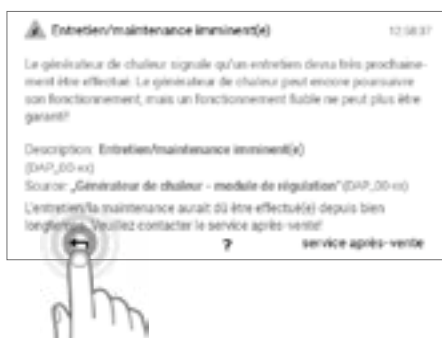 Entretien/maintenance imminent(e) 12:58:37
Le générateur de chaleur signale qu'un entretien devra très prochaine-
ment être effectué. Le générateur de chaleur peut encore poursuivre
son fonctionnement, mais un fonctionnement fiable ne peut plus être
garanti!
Description: Entretien/maintenance imminent(e)
(DAP_00-xx)
Source: „Générateur de chaleur - module de régulation" (DAP_00-xx)
L'entretien/la maintenance aurait dû être effectué(e) depuis bien
Veuillez contacter le service après-vente!
? service après-vente